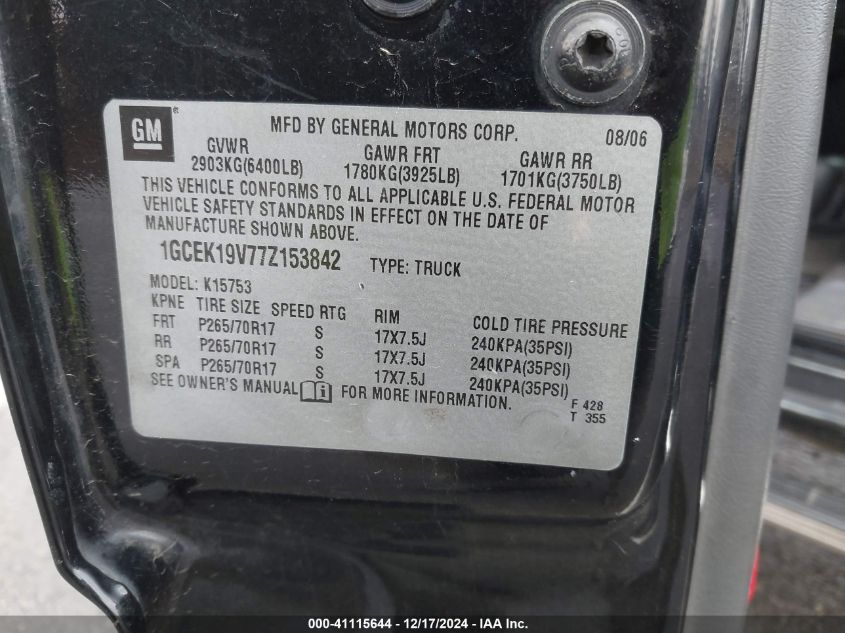 GM
MFD BY GENERAL MOTORS CORP. 08/06
GVWR GAWR FRT GAWR RR
2903KG(6400LB) 1780KG(3925LB) 1701KG(3750LB)
THIS VEHICLE CONFORMS TO ALL APPLICABLE U.S. FEDERAL MOTOR
VEHICLE SAFETY STANDARDS IN EFFECT ON THE DATE OF
MANUFACTURE SHOWN ABOVE.
1GCEK19V77Z153842 TYPE: TRUCK
MODEL: K15753
KPNE TIRE SIZE SPEED RTG RIM COLD TIRE PRESSURE
FRT P265/70R17 S 17X7.5J 240KPA(35PSI)
RR P265/70R17 S 17X7.5J 240KPA(35PSI)
SPA P265/70R17 S 17X7.5J 240KPA(35PSI)
SEE OWNER'S MANUAL FOR MORE INFORMATION.
F 428
T 355
000-41115644 - 12/17/2024 - IAA Inc.